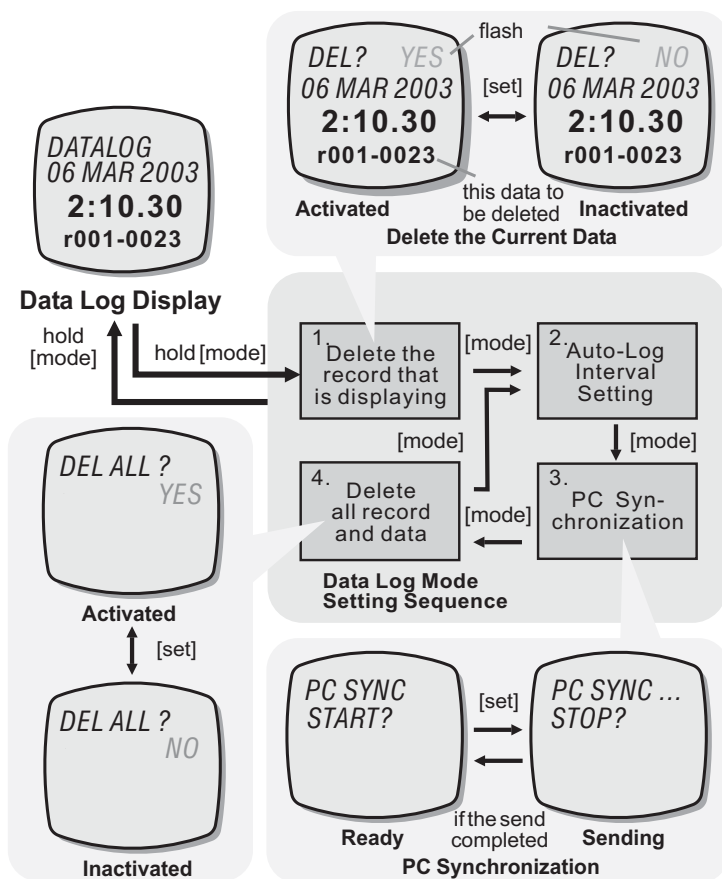 flash
DEL? YES
06 MAR 2003
2:10.30
r001-0023
[set]
DEL? NO
06 MAR 2003
2:10.30
r001-0023
Activated
this data to
be deleted
Inactivated
Delete the Current Data
DATALOG
06 MAR 2003
2:10.30
r001-0023
Data Log Display
hold
[mode]
hold [mode]
1.
Delete the
record that
is displaying
[mode]
2.
Auto-Log
Interval
Setting
[mode]
[mode]
4.
Delete
all record
and data
[mode]
3.
PC Syn-
chronization
Data Log Mode
Setting Sequence
DEL ALL ?
YES
Activated
[set]
DEL ALL ?
NO
Inactivated
PC SYNC
START?
[set]
PC SYNC ...
STOP?
Ready
if the send
completed
Sending
PC Synchronization